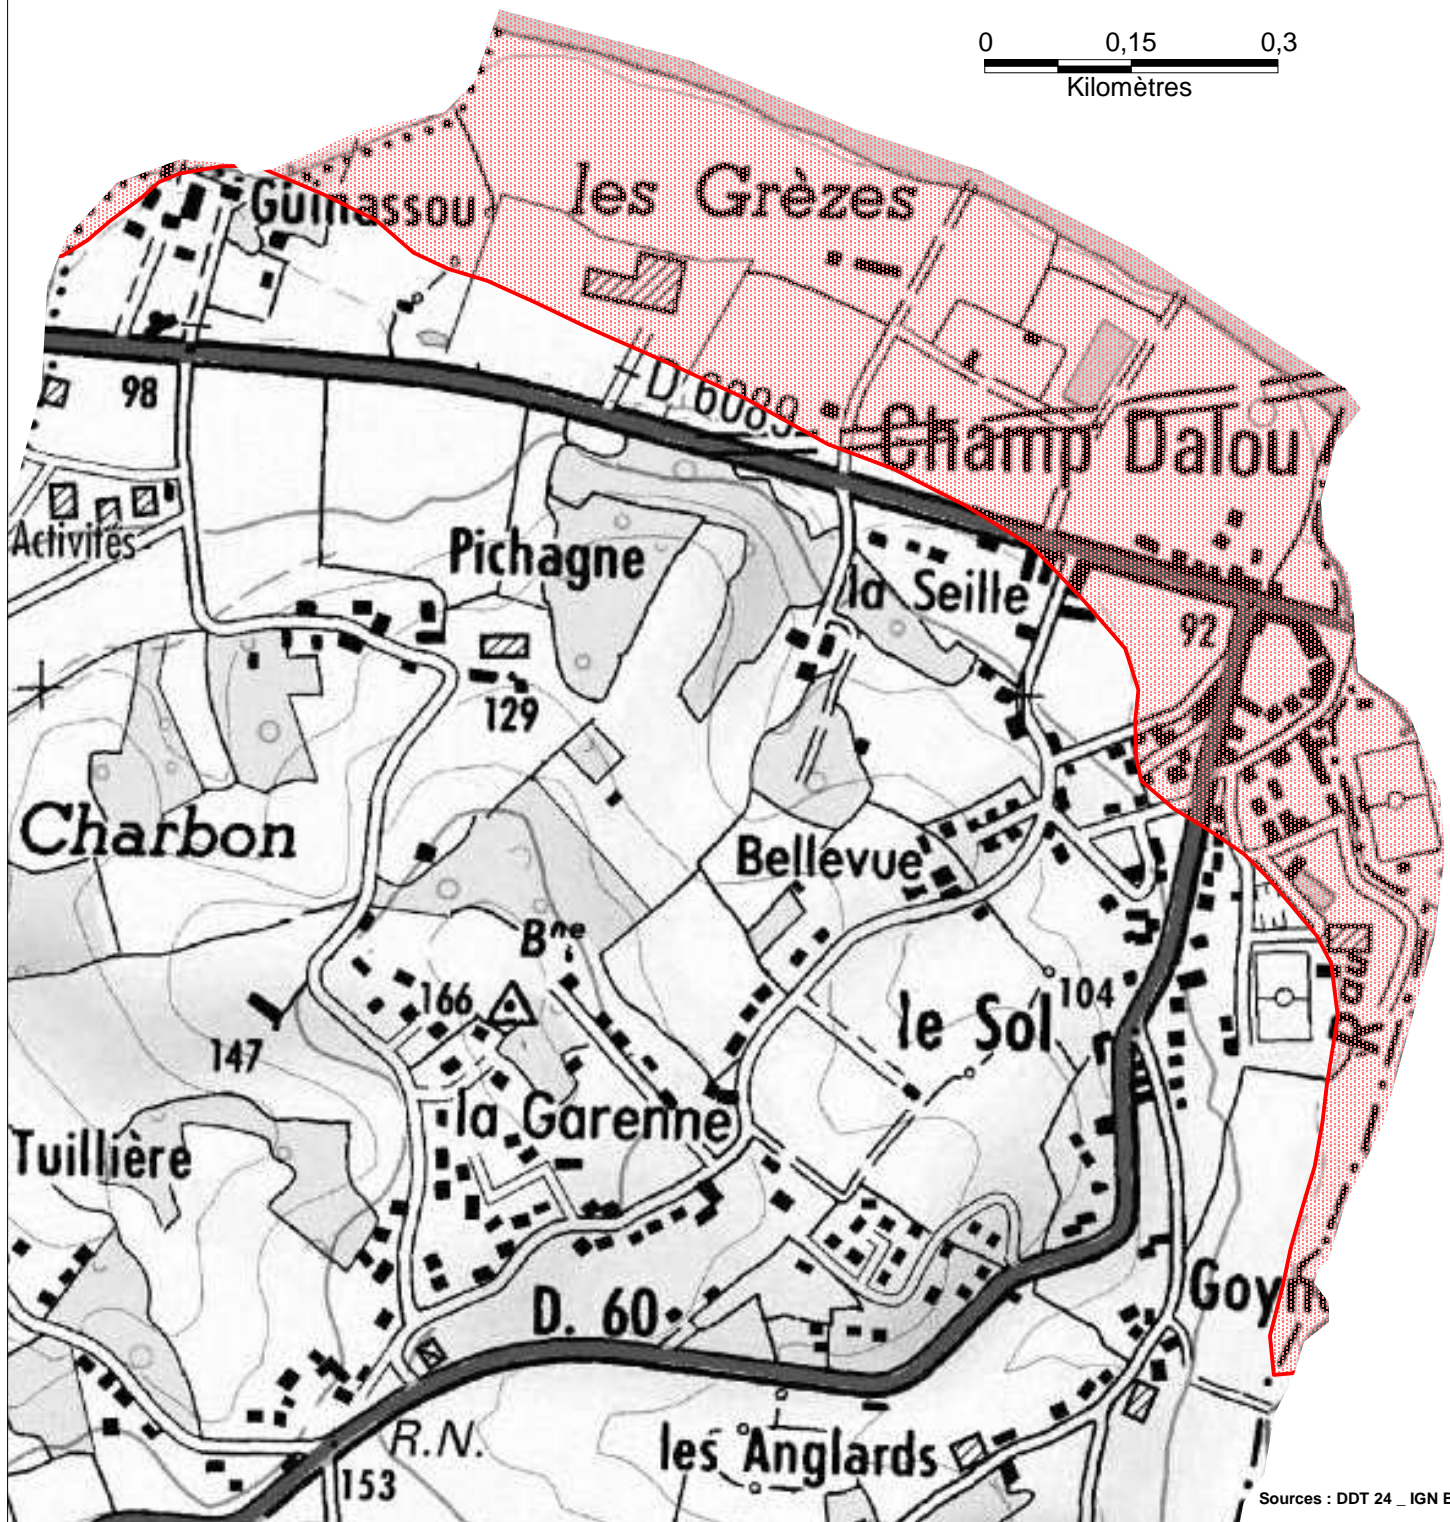 0 0,15 0,3
Kilomètres
les Grèzes
Guinassou
D 6089
98
Champ Dalou
Activités
Pichagne
la Seille
92
129
Charbon
Bellevue
Bne
166
104
le Sol
147
la Garenne
Tuillière
D. 60
R.N.
les Anglards
153
Sources : DDT 24 _ IGN B